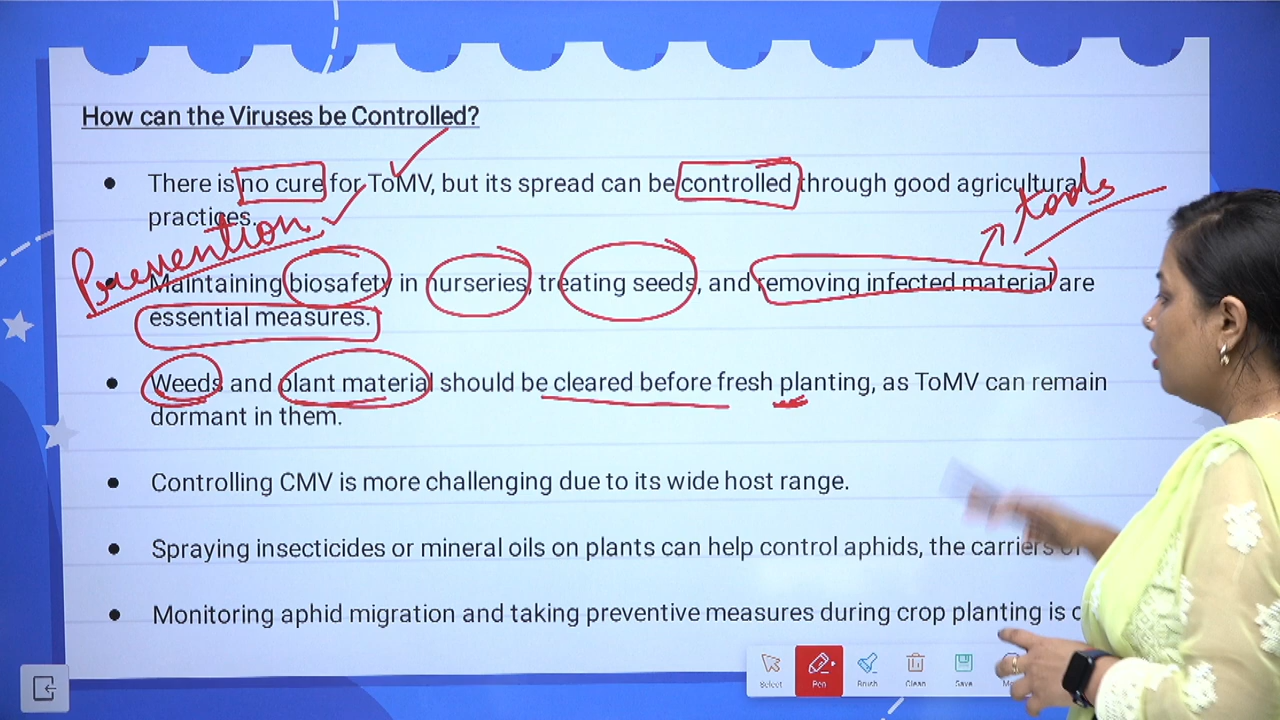 How can the Viruses be Controlled?
There is no cure for ToMV, but its spread can be controlled through good agricultural
practices.
tools
Prevention
Maintaining biosafety in nurseries, treating seeds, and removing infected material are
essential measures.
Weeds and plant material should be cleared before fresh planting, as ToMV can remain
dormant in them.
Controlling CMV is more challenging due to its wide host range.
Spraying insecticides or mineral oils on plants can help control aphids, the carriers
Monitoring aphid migration and taking preventive measures during crop planting is
Select Pen Brush Clean Save